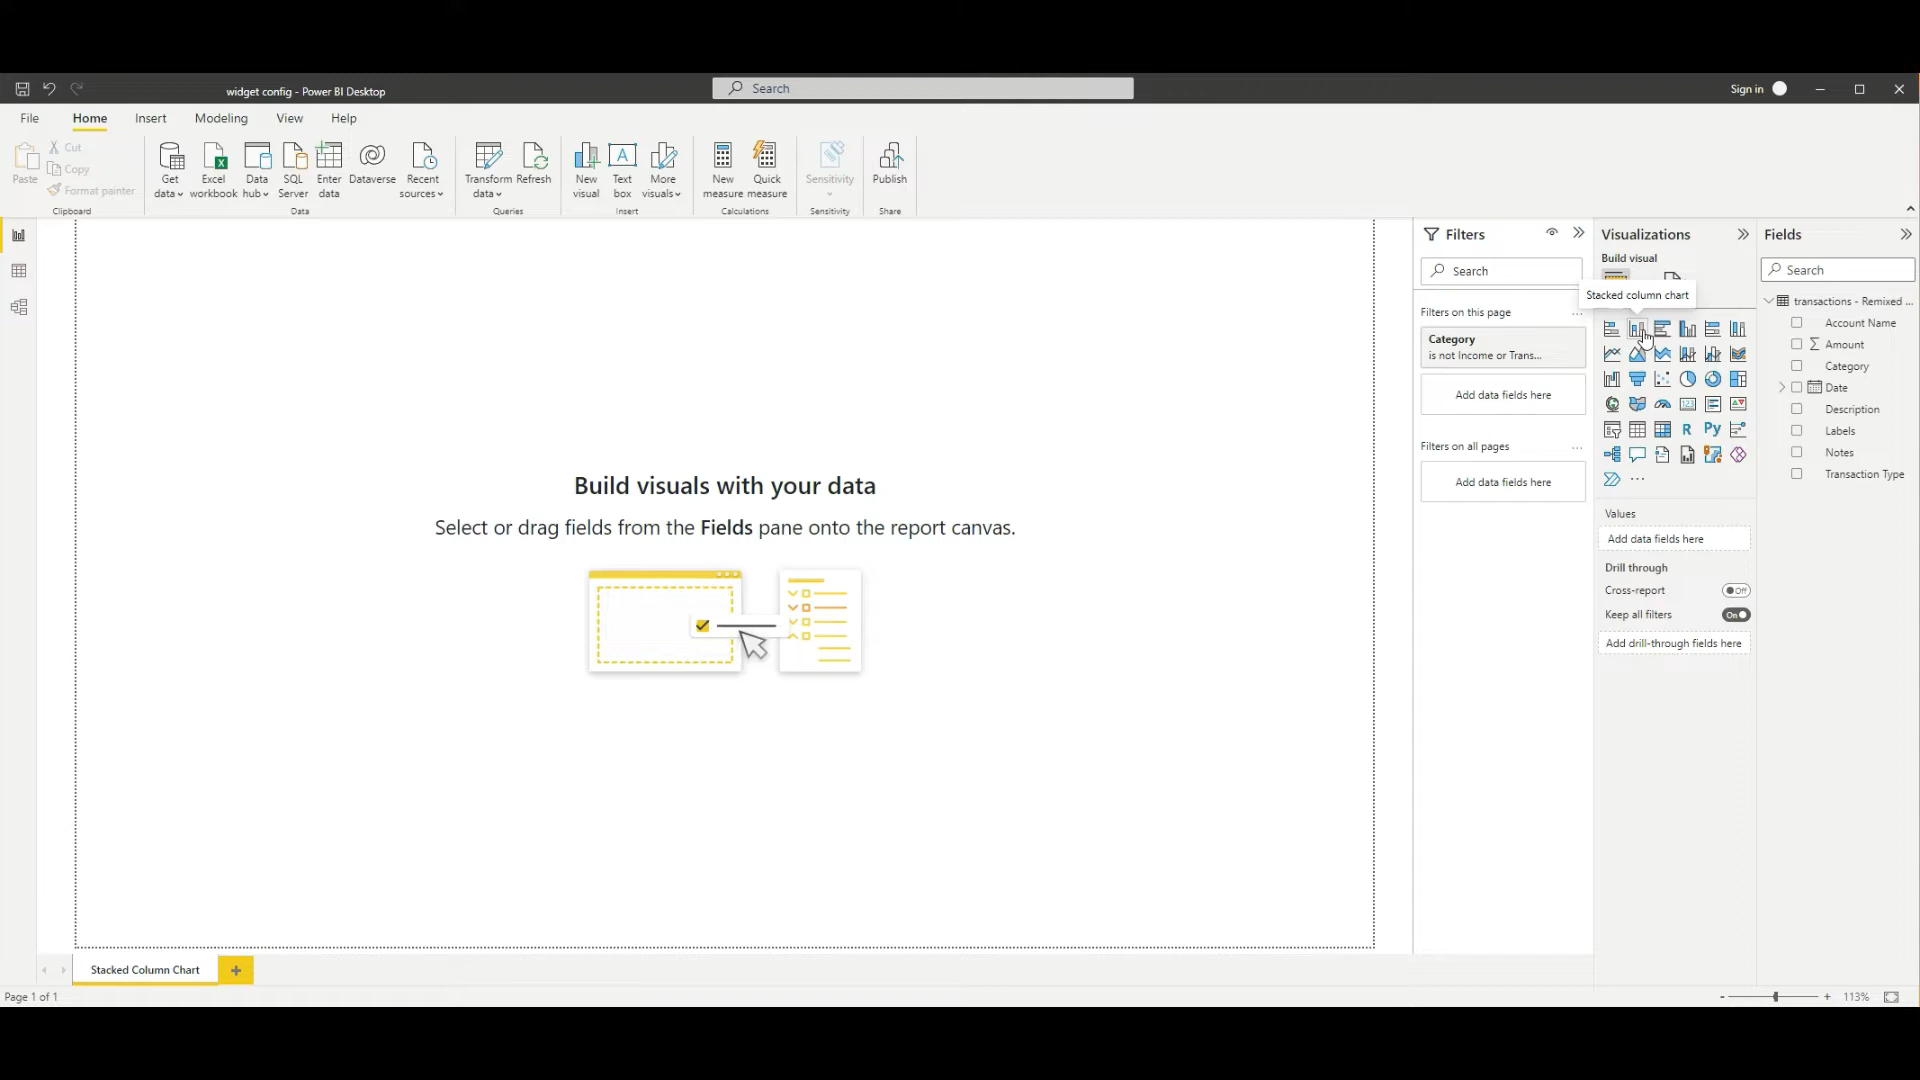 widget config - Power BI Desktop
Search
Sign in
File
Home
Insert
Modeling
View
Help
Paste
Cut
Copy
Format painter
Clipboard
Get data
Excel workbook
Data hub
SQL Server
Enter data
Dataverse
Recent sources
Data
Transform data
Refresh
Queries
New visual
Text box
More visuals
Insert
New measure
Quick measure
Calculations
Sensitivity
Sensitivity
Publish
Share
Build visuals with your data
Select or drag fields from the Fields pane onto the report canvas.
Filters
Search
Filters on this page
...
Category
is not Income or Trans...
Add data fields here
Filters on all pages
...
Add data fields here
Visualizations
Build visual
Stacked column chart
123
R
Py
...
Values
Add data fields here
Drill through
Cross-report
Off
Keep all filters
On
Add drill-through fields here
Fields
Search
transactions - Remixed ...
Account Name
Σ Amount
Category
Date
Description
Labels
Notes
Transaction Type
Stacked Column Chart
+
Page 1 of 1
- + 113%